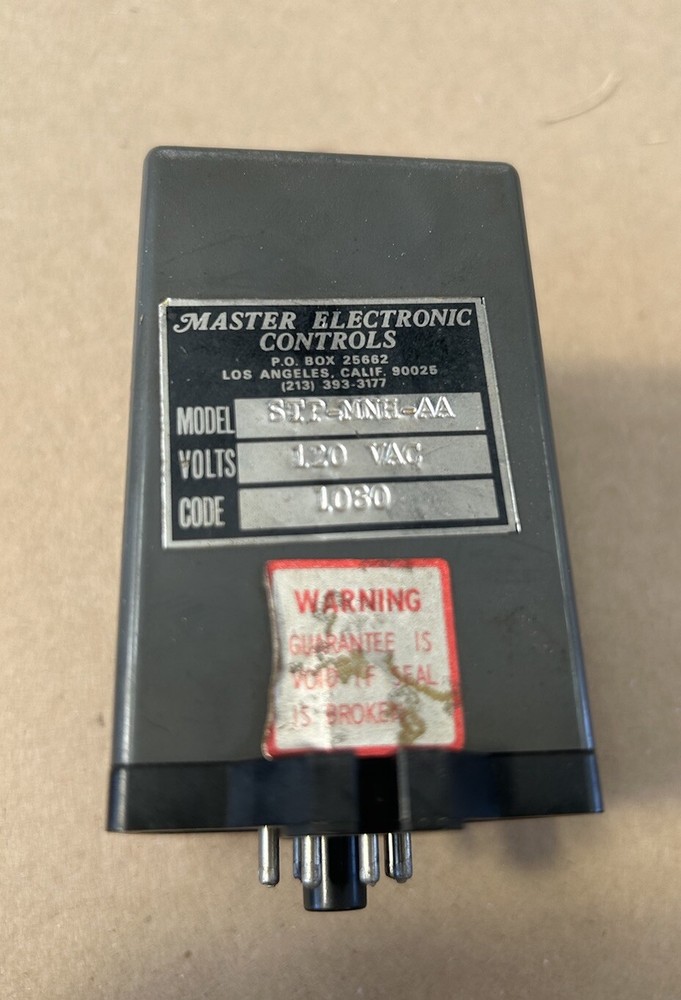 MASTER ELECTRONIC
CONTROLS
P.O. BOX 25662
LOS ANGELES, CALIF. 90025
(213) 393-3177
MODEL
VOLTS 120 VAC
CODE 1080
WARNING
GUARANTEE IS
VOID IF SEAL
IS BROKEN